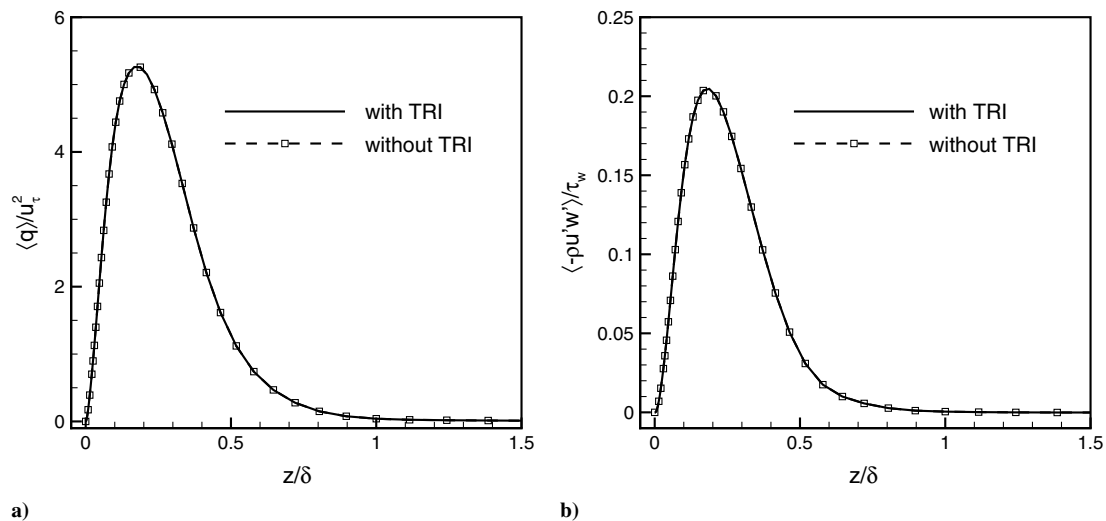 6
4
2
0
0
0.5
1
1.5
⟨q⟩/u²τ
z/δ
with TRI
without TRI
a)
0.25
0.2
0.15
0.1
0.05
0
0
0.5
1
1.5
⟨-ρu'w'⟩/τw
z/δ
with TRI
without TRI
b)